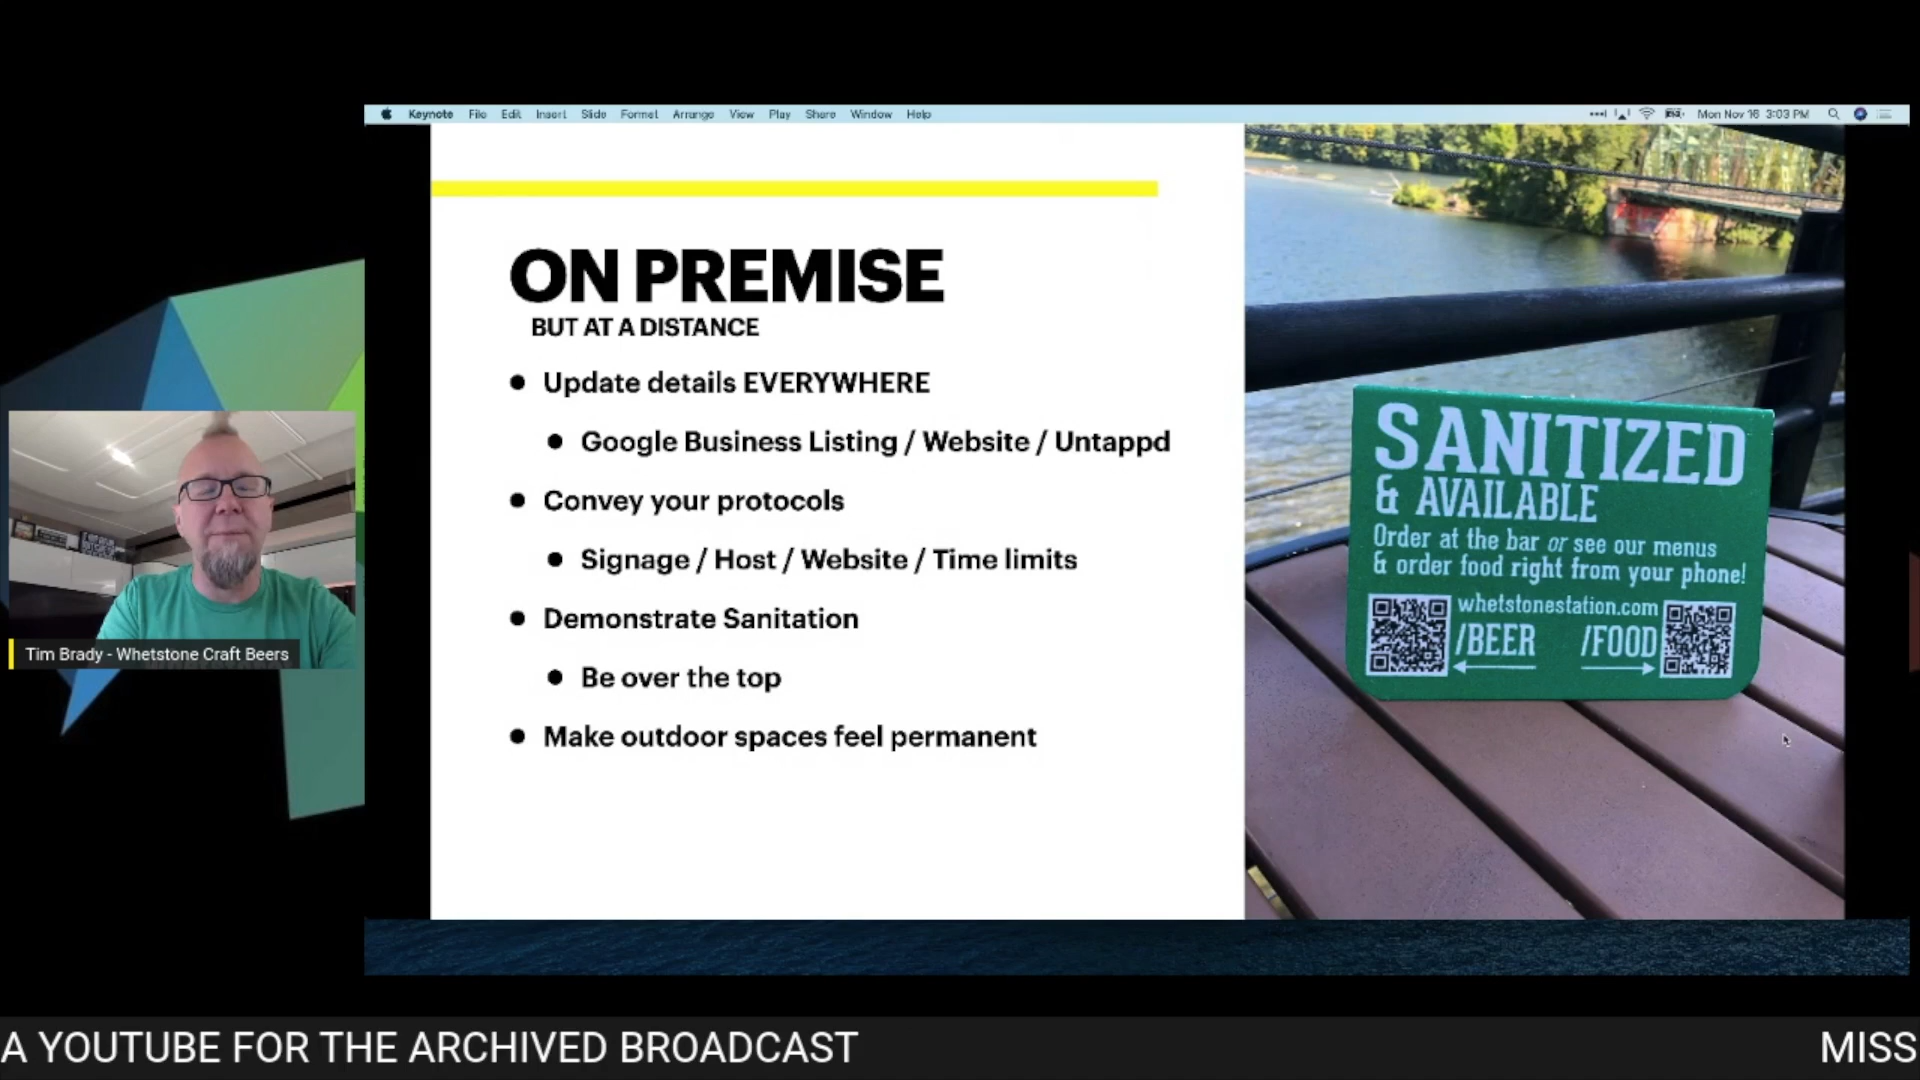 Keynote File Edit Insert Slide Format Arrange View Play Share Window Help
Mon Nov 16 3:03 PM
ON PREMISE
BUT AT A DISTANCE
● Update details EVERYWHERE
● Google Business Listing / Website / Untappd
● Convey your protocols
● Signage / Host / Website / Time limits
● Demonstrate Sanitation
● Be over the top
● Make outdoor spaces feel permanent
SANITIZED
& AVAILABLE
Order at the bar or see our menus
& order food right from your phone!
whetstonestation.com
/BEER /FOOD
Tim Brady - Whetstone Craft Beers
A YOUTUBE FOR THE ARCHIVED BROADCAST
MISS